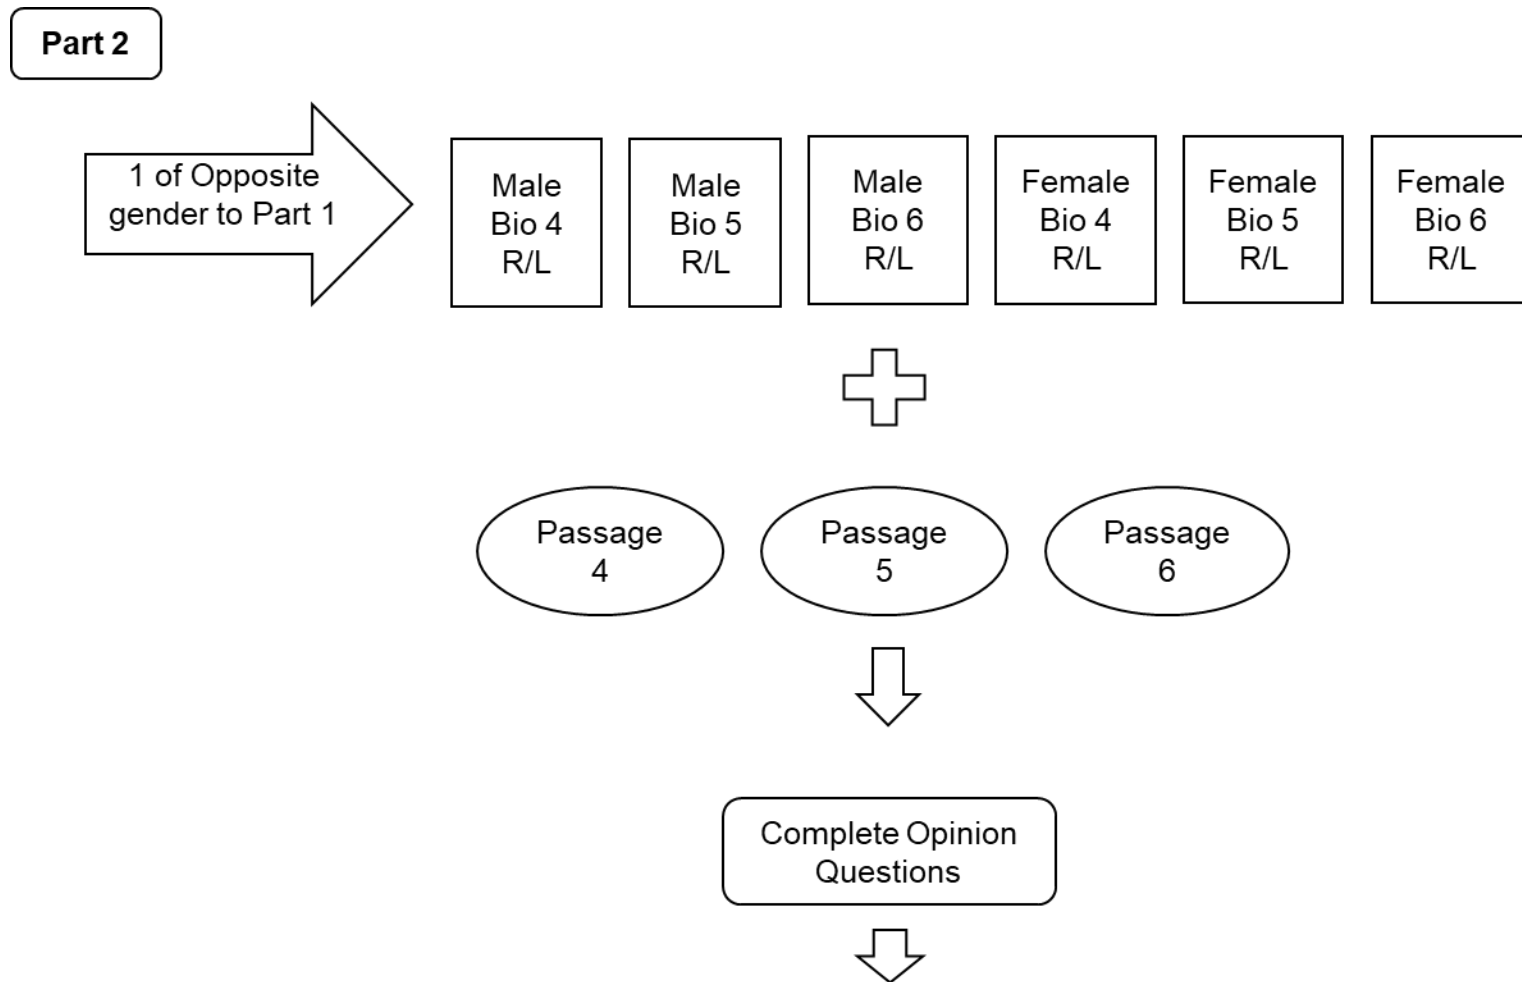 Part 2
1 of Opposite
gender to Part 1
Male
Bio 4
R/L
Male
Bio 5
R/L
Male
Bio 6
R/L
Female
Bio 4
R/L
Female
Bio 5
R/L
Female
Bio 6
R/L
Passage
4
Passage
5
Passage
6
Complete Opinion
Questions